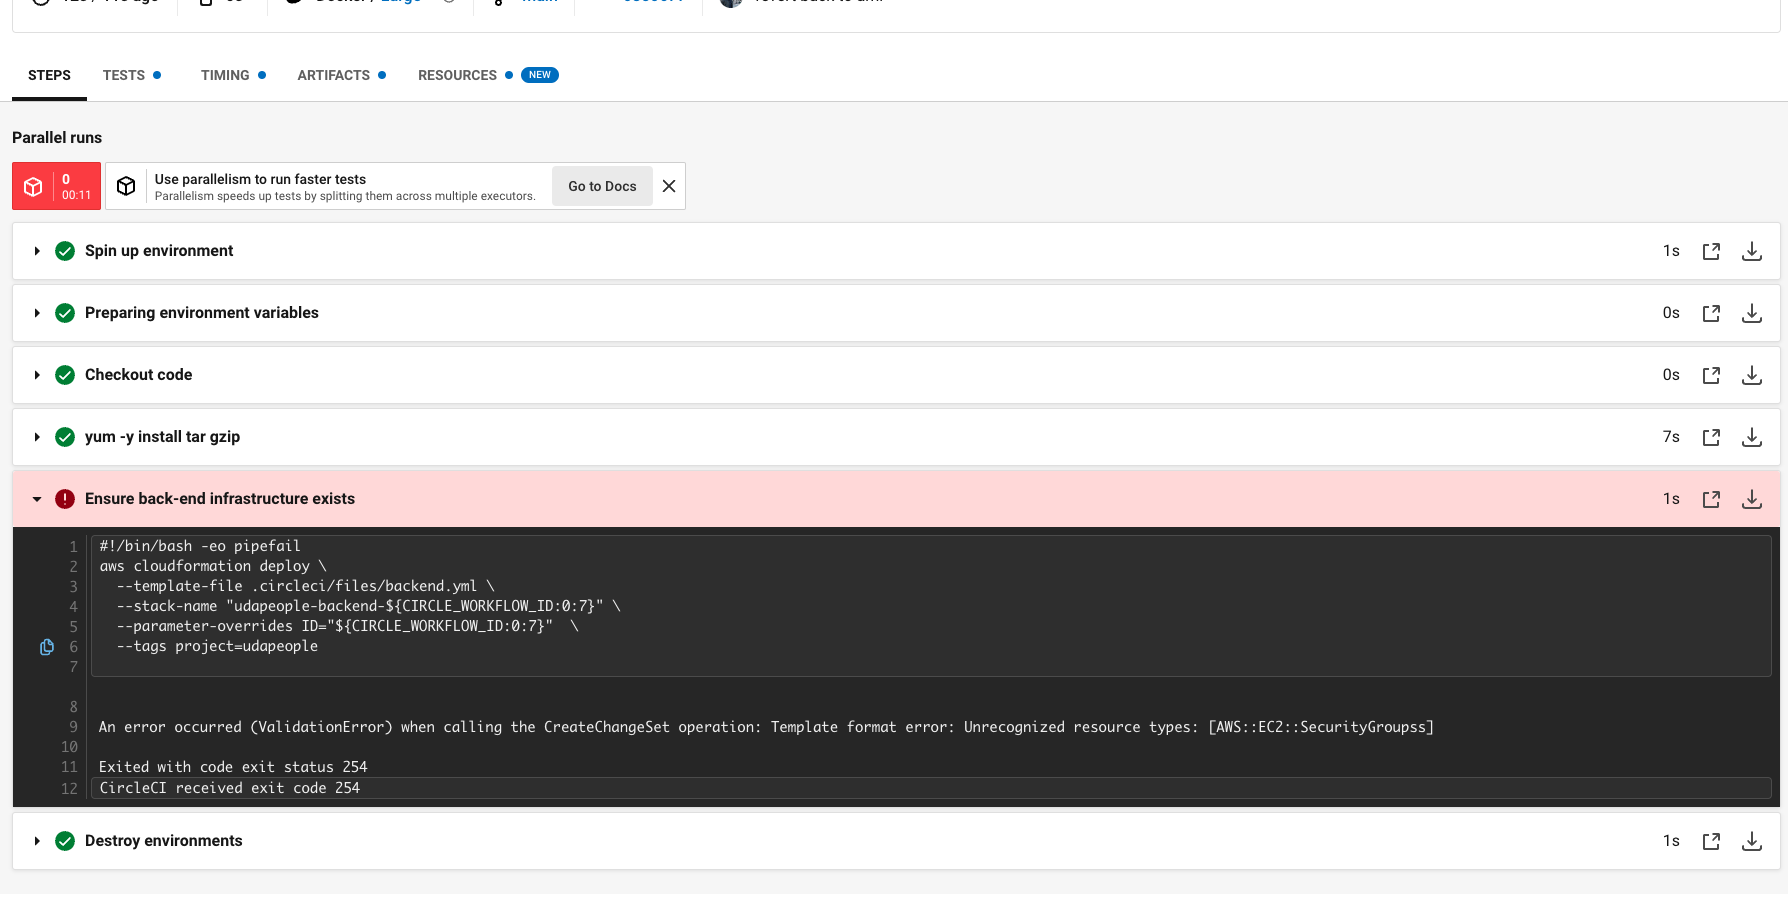 STEPS TESTS TIMING ARTIFACTS RESOURCES NEW
Parallel runs
0
00:11
Use parallelism to run faster tests
Parallelism speeds up tests by splitting them across multiple executors.
Go to Docs
Spin up environment 1s
Preparing environment variables 0s
Checkout code 0s
yum -y install tar gzip 7s
Ensure back-end infrastructure exists 1s
1 #!/bin/bash -eo pipefail
2 aws cloudformation deploy \
3 --template-file .circleci/files/backend.yml \
4 --stack-name "udapeople-backend-${CIRCLE_WORKFLOW_ID:0:7}" \
5 --parameter-overrides ID="${CIRCLE_WORKFLOW_ID:0:7}" \
6 --tags project=udapeople
7
8
9 An error occurred (ValidationError) when calling the CreateChangeSet operation: Template format error: Unrecognized resource types: [AWS::EC2::SecurityGroupss]
10
11 Exited with code exit status 254
12 CircleCI received exit code 254
Destroy environments 1s